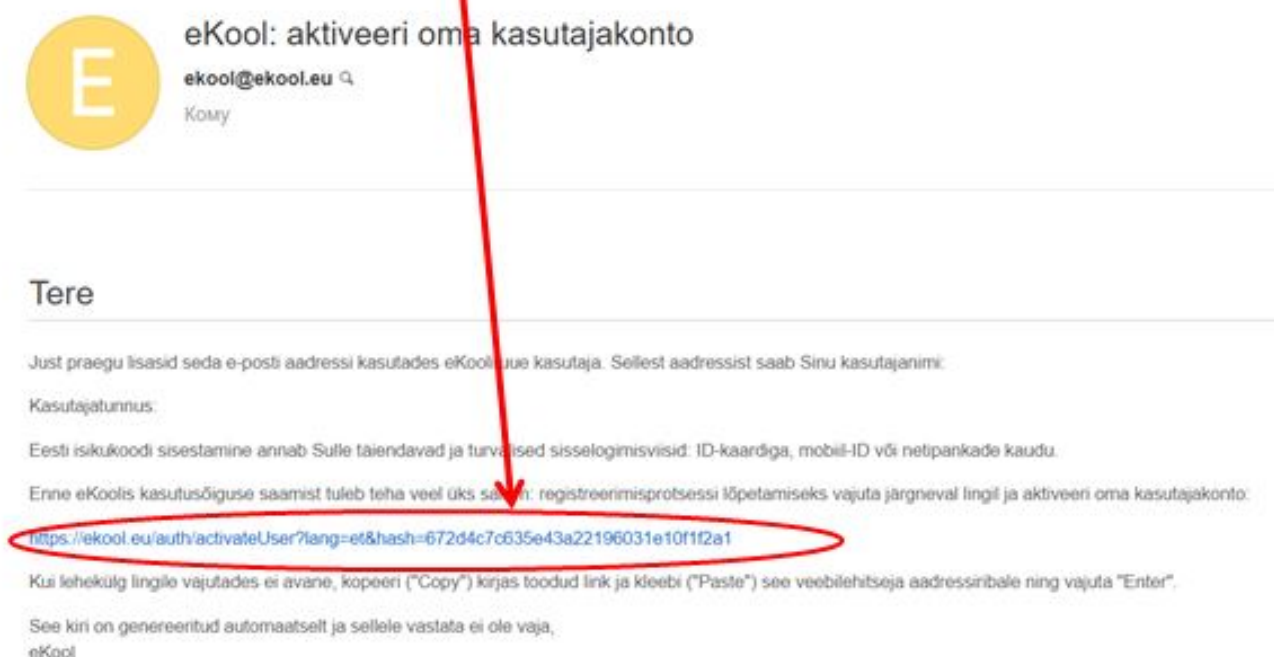 E
eKool: aktiveeri oma kasutajakonto
ekool@ekool.eu
Кому
Tere
Just praegu lisasid seda e-posti aadressi kasutades eKooli uue kasutaja. Sellest aadressist saab Sinu kasutajanimi:
Kasutajatunnus:
Eesti isikukoodi sisestamine annab Sulle täiendavad ja turvalised sisselogimisviisid: ID-kaardiga, mobiil-ID või netipankade kaudu.
Enne eKoolis kasutusõiguse saamist tuleb teha veel üks samm: registreerimisprotsessi lõpetamiseks vajuta järgneval lingil ja aktiveeri oma kasutajakonto:
https://ekool.eu/auth/activateUser?lang=et&hash=672d4c7c635e43a22196031e10f1f2a1
Kui lehekülg lingile vajutades ei avane, kopeeri ("Copy") kirjas toodud link ja kleebi ("Paste") see veebilehitseja aadressiribale ning vajuta "Enter".
See kiri on genereeritud automaatselt ja sellele vastata ei ole vaja,
eKool